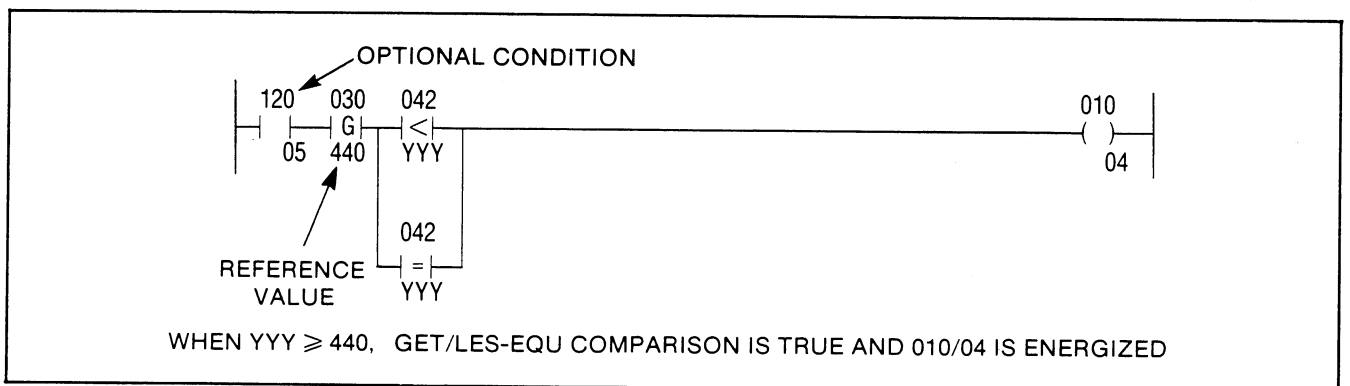 OPTIONAL CONDITION
120 030 042 010
G < ( )
05 440 YYY 04
042
=
REFERENCE
VALUE
YYY
WHEN YYY ⩾ 440, GET/LES-EQU COMPARISON IS TRUE AND 010/04 IS ENERGIZED